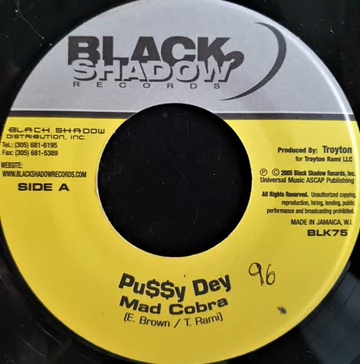 BLACK
SHADOW
RECORDS
BLACK SHADOW
DISTRIBUTION, INC.
Tel.: (305) 681-6195
Fax: (305) 681-5389
WEBSITE:
WWW.BLACKSHADOWRECORDS.COM
SIDE A
Produced By: Troyton
for Troyton Rami LLC
Ⓟ © 2005 Black Shadow Records, Inc.
Universal Music ASCAP Publishing
All Rights Reserved. Unauthorized copying,
reproduction, hiring, lending, public
performance and broadcasting prohibited.
MADE IN JAMAICA, W.I.
BLK75
Pu$$y Dey
96
Mad Cobra
(E. Brown / T. Rami)